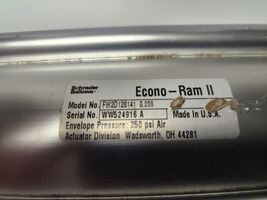 Schrader
Bellows
Econo-Ram II
Model No. FW2D128141 0.000
Serial No. WW524916 A
Made In U.S.A.
Envelope Pressure: 250 psi Air
Actuator Division, Wadsworth, OH 44281